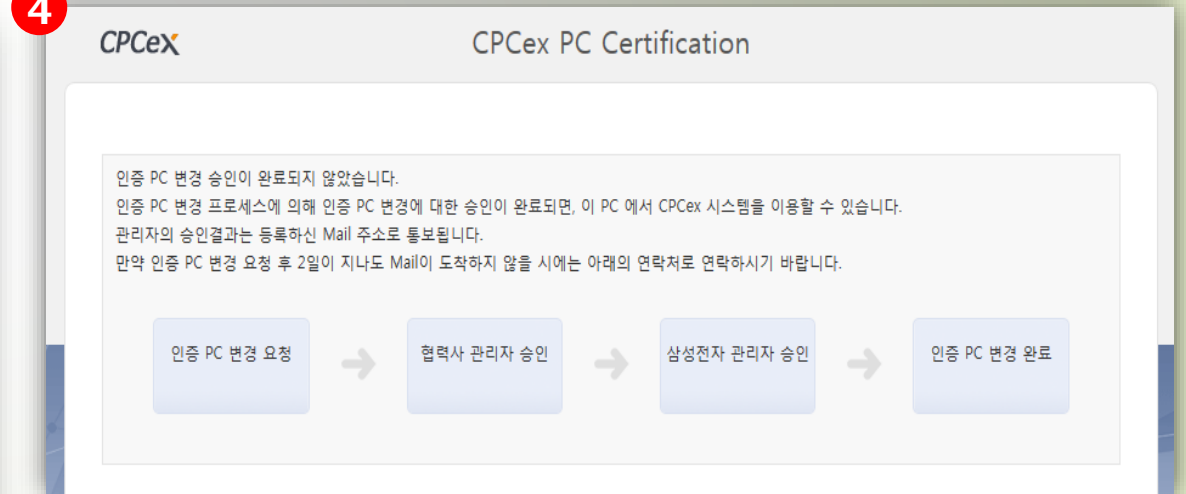 4
CPCex
CPCex PC Certification
인증 PC 변경 승인이 완료되지 않았습니다.
인증 PC 변경 프로세스에 의해 인증 PC 변경에 대한 승인이 완료되면, 이 PC 에서 CPCex 시스템을 이용할 수 있습니다.
관리자의 승인결과는 등록하신 Mail 주소로 통보됩니다.
만약 인증 PC 변경 요청 후 2일이 지나도 Mail이 도착하지 않을 시에는 아래의 연락처로 연락하시기 바랍니다.
인증 PC 변경 요청
협력사 관리자 승인
삼성전자 관리자 승인
인증 PC 변경 완료